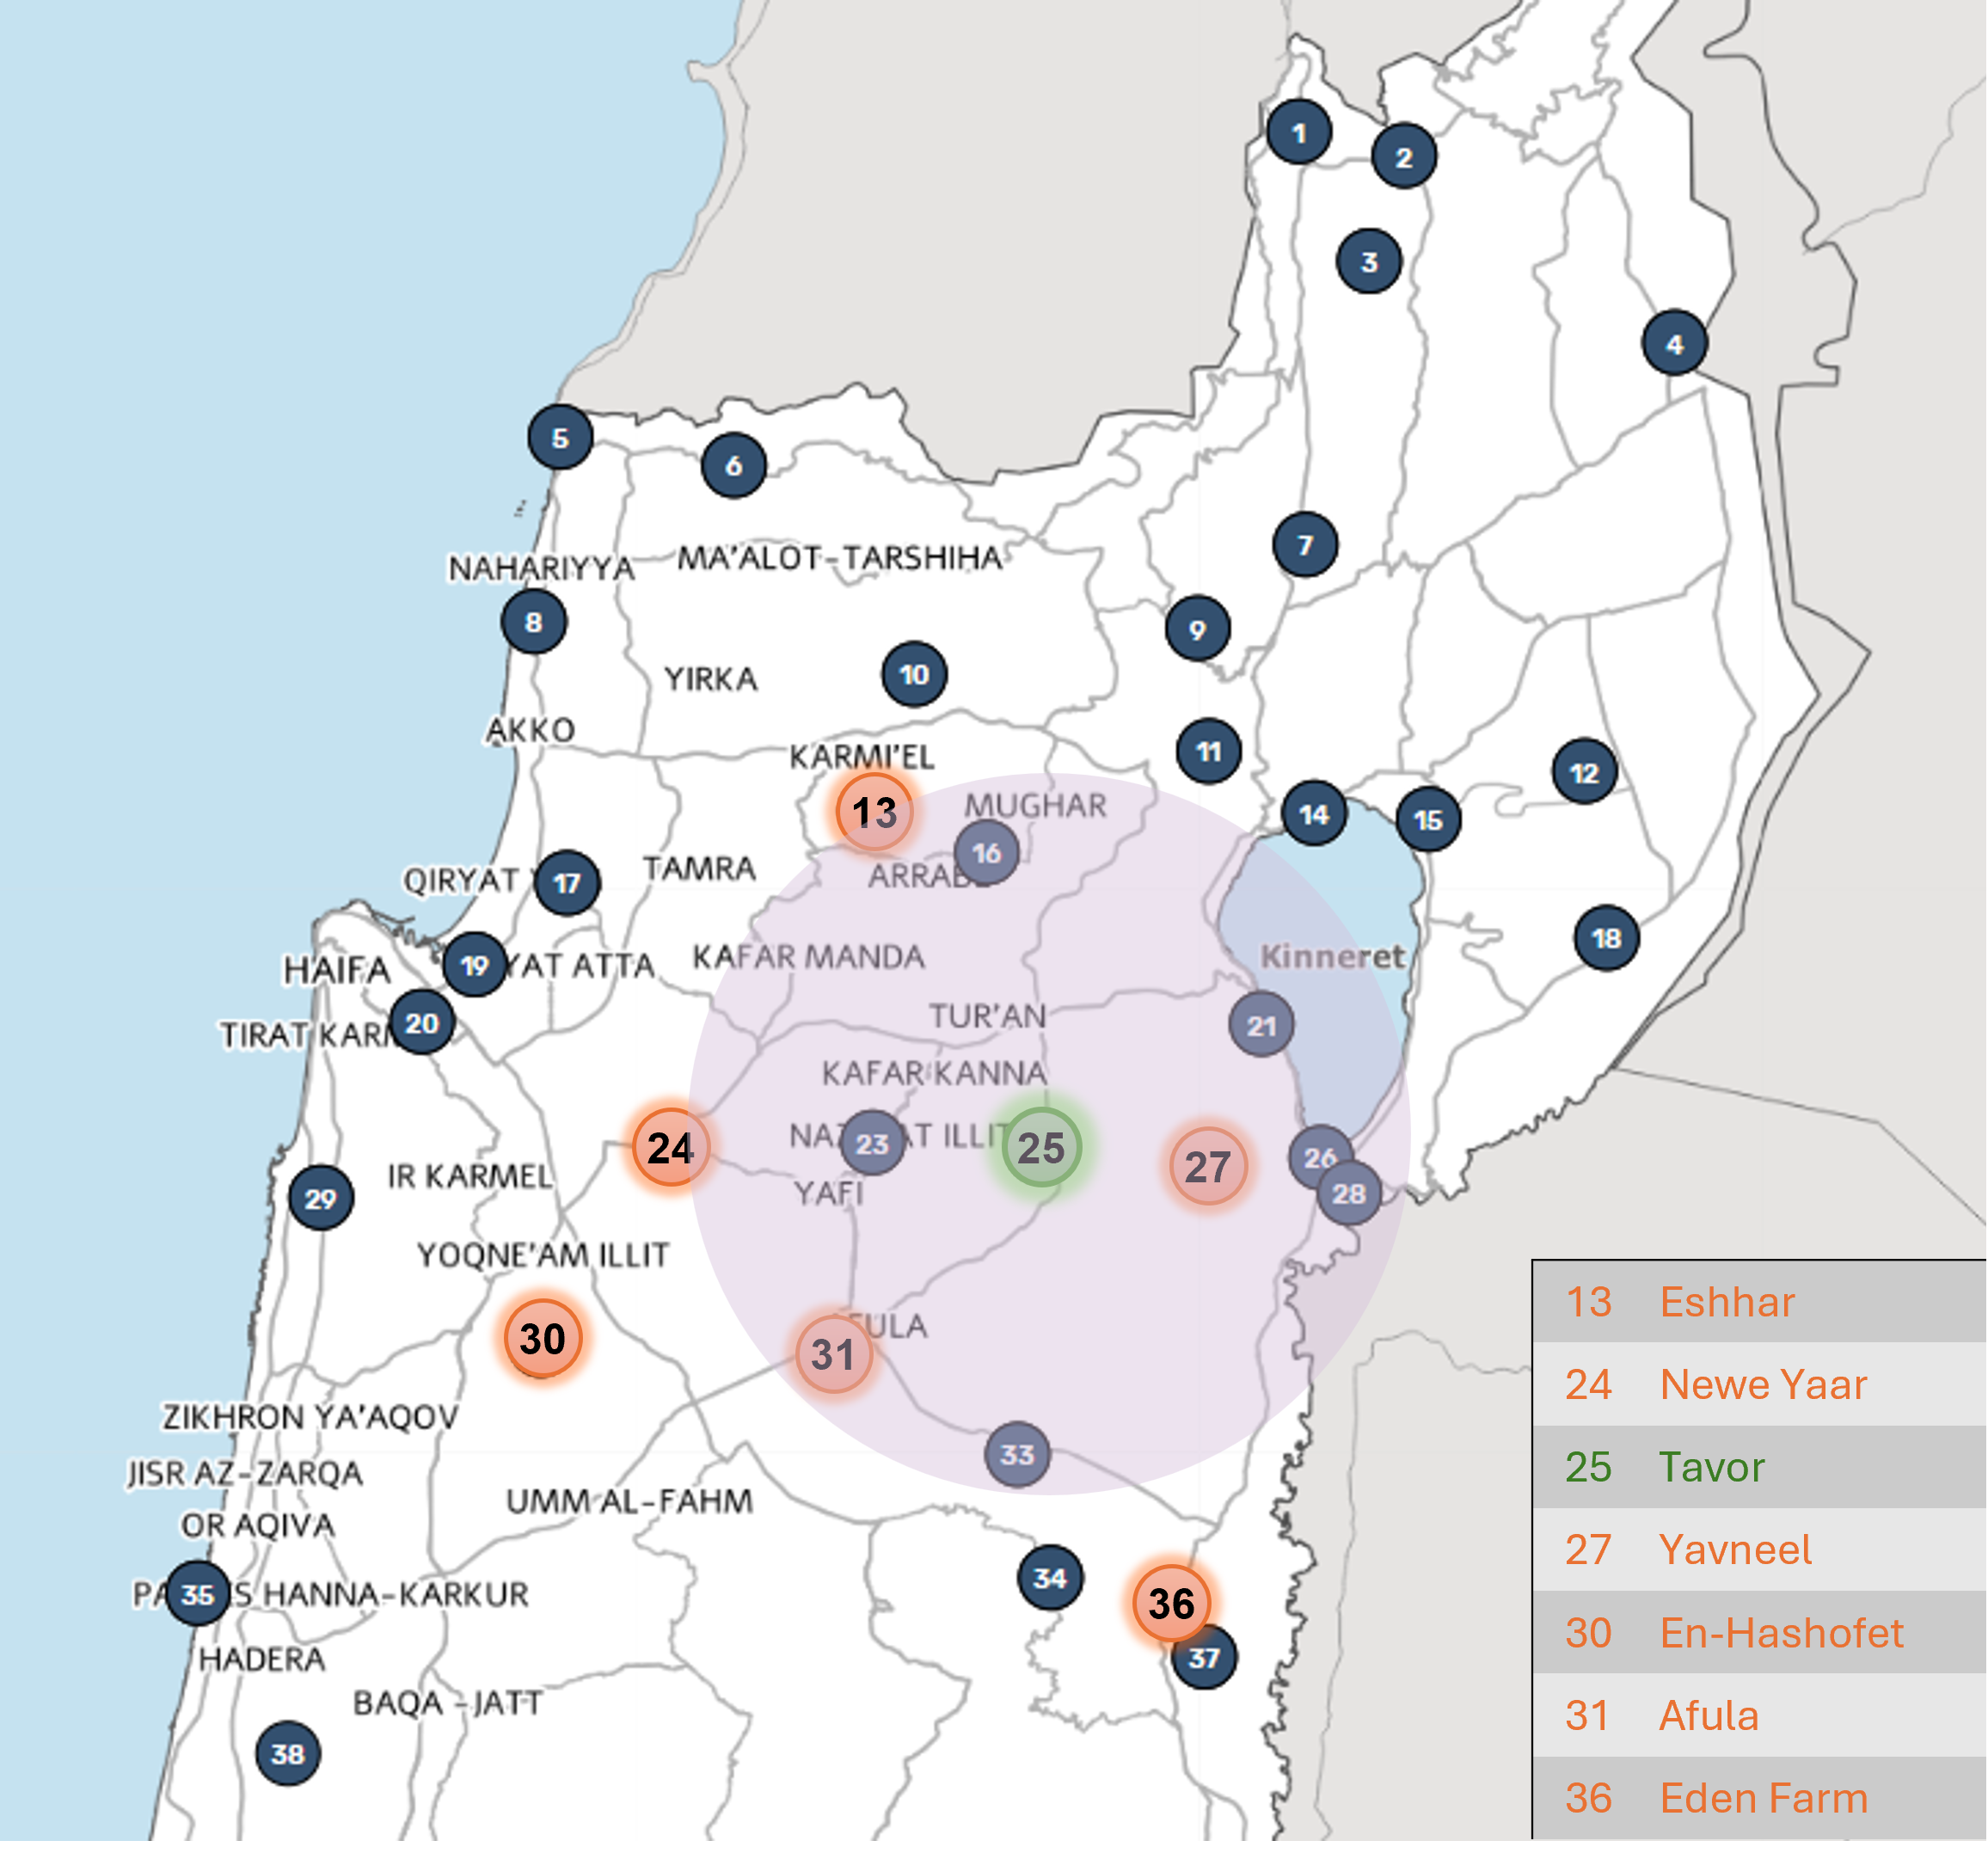 1
2
3
4
5
6
NAHARIYYA
MA'ALOT-TARSHIHA
7
8
9
YIRKA
10
AKKO
KARMI'EL
11
12
13
MUGHAR
14
15
16
QIRYAT
17
TAMRA
ARRAB
18
HAIFA
19
YAT ATTA
KAFAR MANDA
Kinneret
TIRAT KARM
20
TUR'AN
21
KAFAR KANNA
24
NAZ
23
AT ILLIT
25
27
26
28
29
IR KARMEL
YAFI
YOQNE'AM ILLIT
30
31
FULA
ZIKHRON YA'AQOV
33
JISR AZ-ZARQA
UMM AL-FAHM
OR AQIVA
34
36
35
S HANNA-KARKUR
37
HADERA
BAQA -JATT
38
13 Eshhar
24 Newe Yaar
25 Tavor
27 Yavneel
30 En-Hashofet
31 Afula
36 Eden Farm